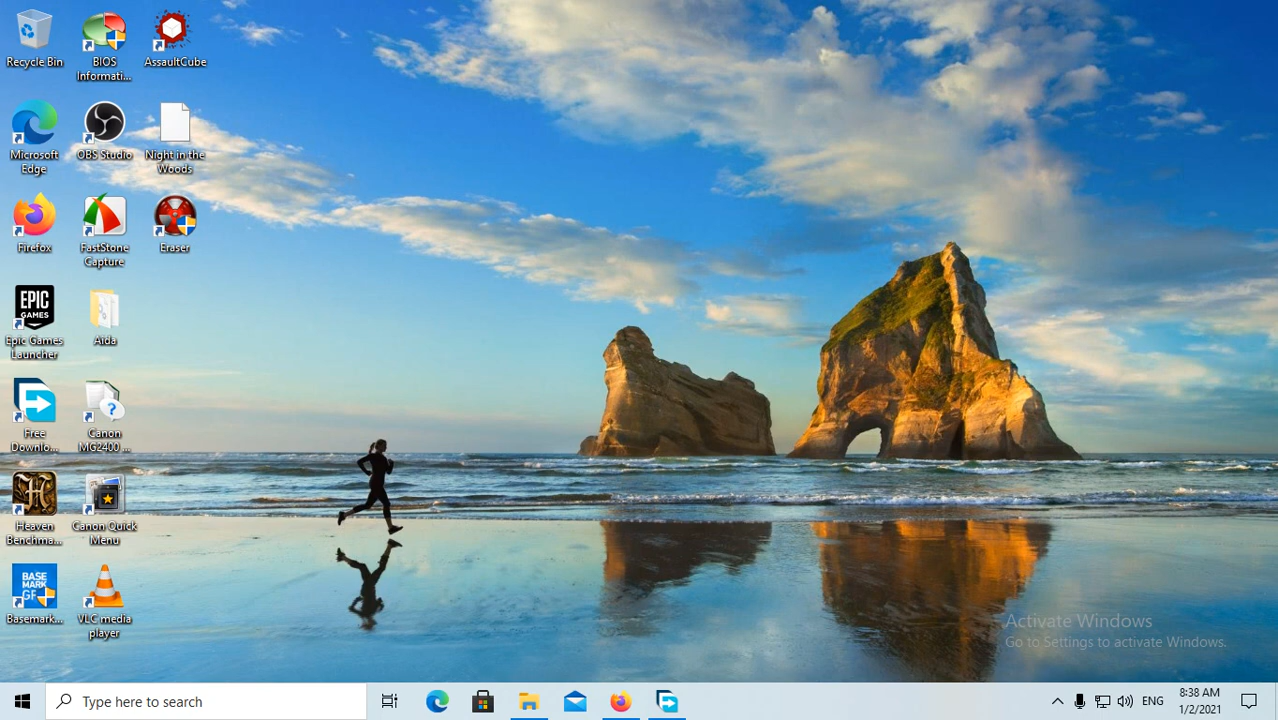 Recycle Bin
BIOS
Informati...
AssaultCube
Microsoft
Edge
OBS Studio
Night in the
Woods
Firefox
FastStone
Capture
Eraser
EPIC
GAMES
Epic Games
Launcher
Aida
Free
Downlo...
Canon
MG2400 ...
Heaven
Benchma...
Canon Quick
Menu
BASE
MARK
GF
Basemark...
VLC media
player
Activate Windows
Go to Settings to activate Windows.
Type here to search
ENG
8:38 AM
1/2/2021